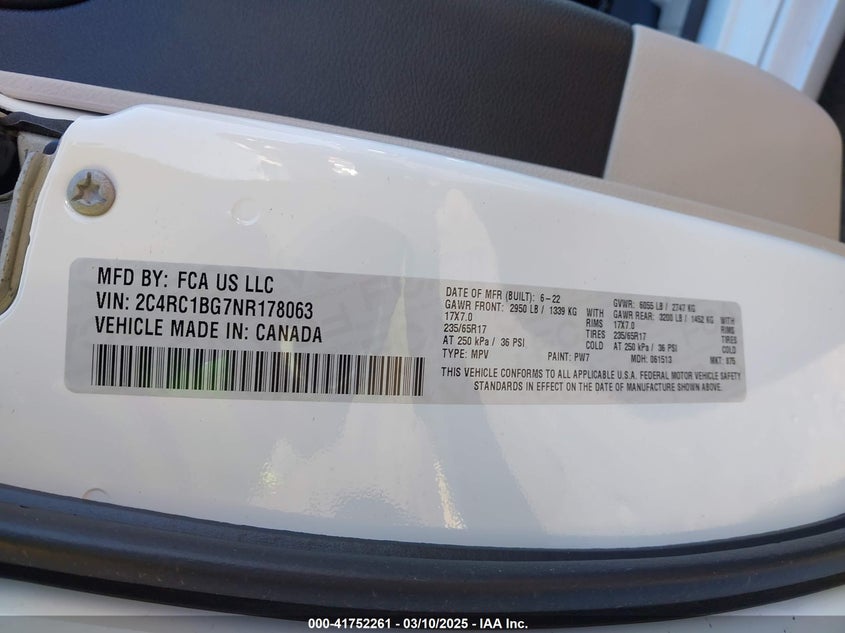 MFD BY: FCA US LLC
VIN: 2C4RC1BG7NR178063
VEHICLE MADE IN: CANADA
DATE OF MFR (BUILT): 6-22
GAWR FRONT: 2950 LB / 1339 KG WITH
17X7.0 RIMS
235/65R17 TIRES
AT 250 kPa / 36 PSI COLD
GVWR: 6055 LB / 2747 KG
GAWR REAR: 3200 LB / 1452 KG WITH
17X7.0 RIMS
235/65R17 TIRES
AT 250 kPa / 36 PSI COLD
TYPE: MPV PAINT: PW7 MDH: 061513 MKT: 875
THIS VEHICLE CONFORMS TO ALL APPLICABLE U.S.A. FEDERAL MOTOR VEHICLE SAFETY
STANDARDS IN EFFECT ON THE DATE OF MANUFACTURE SHOWN ABOVE.
000-41752261 - 03/10/2025 - IAA Inc.